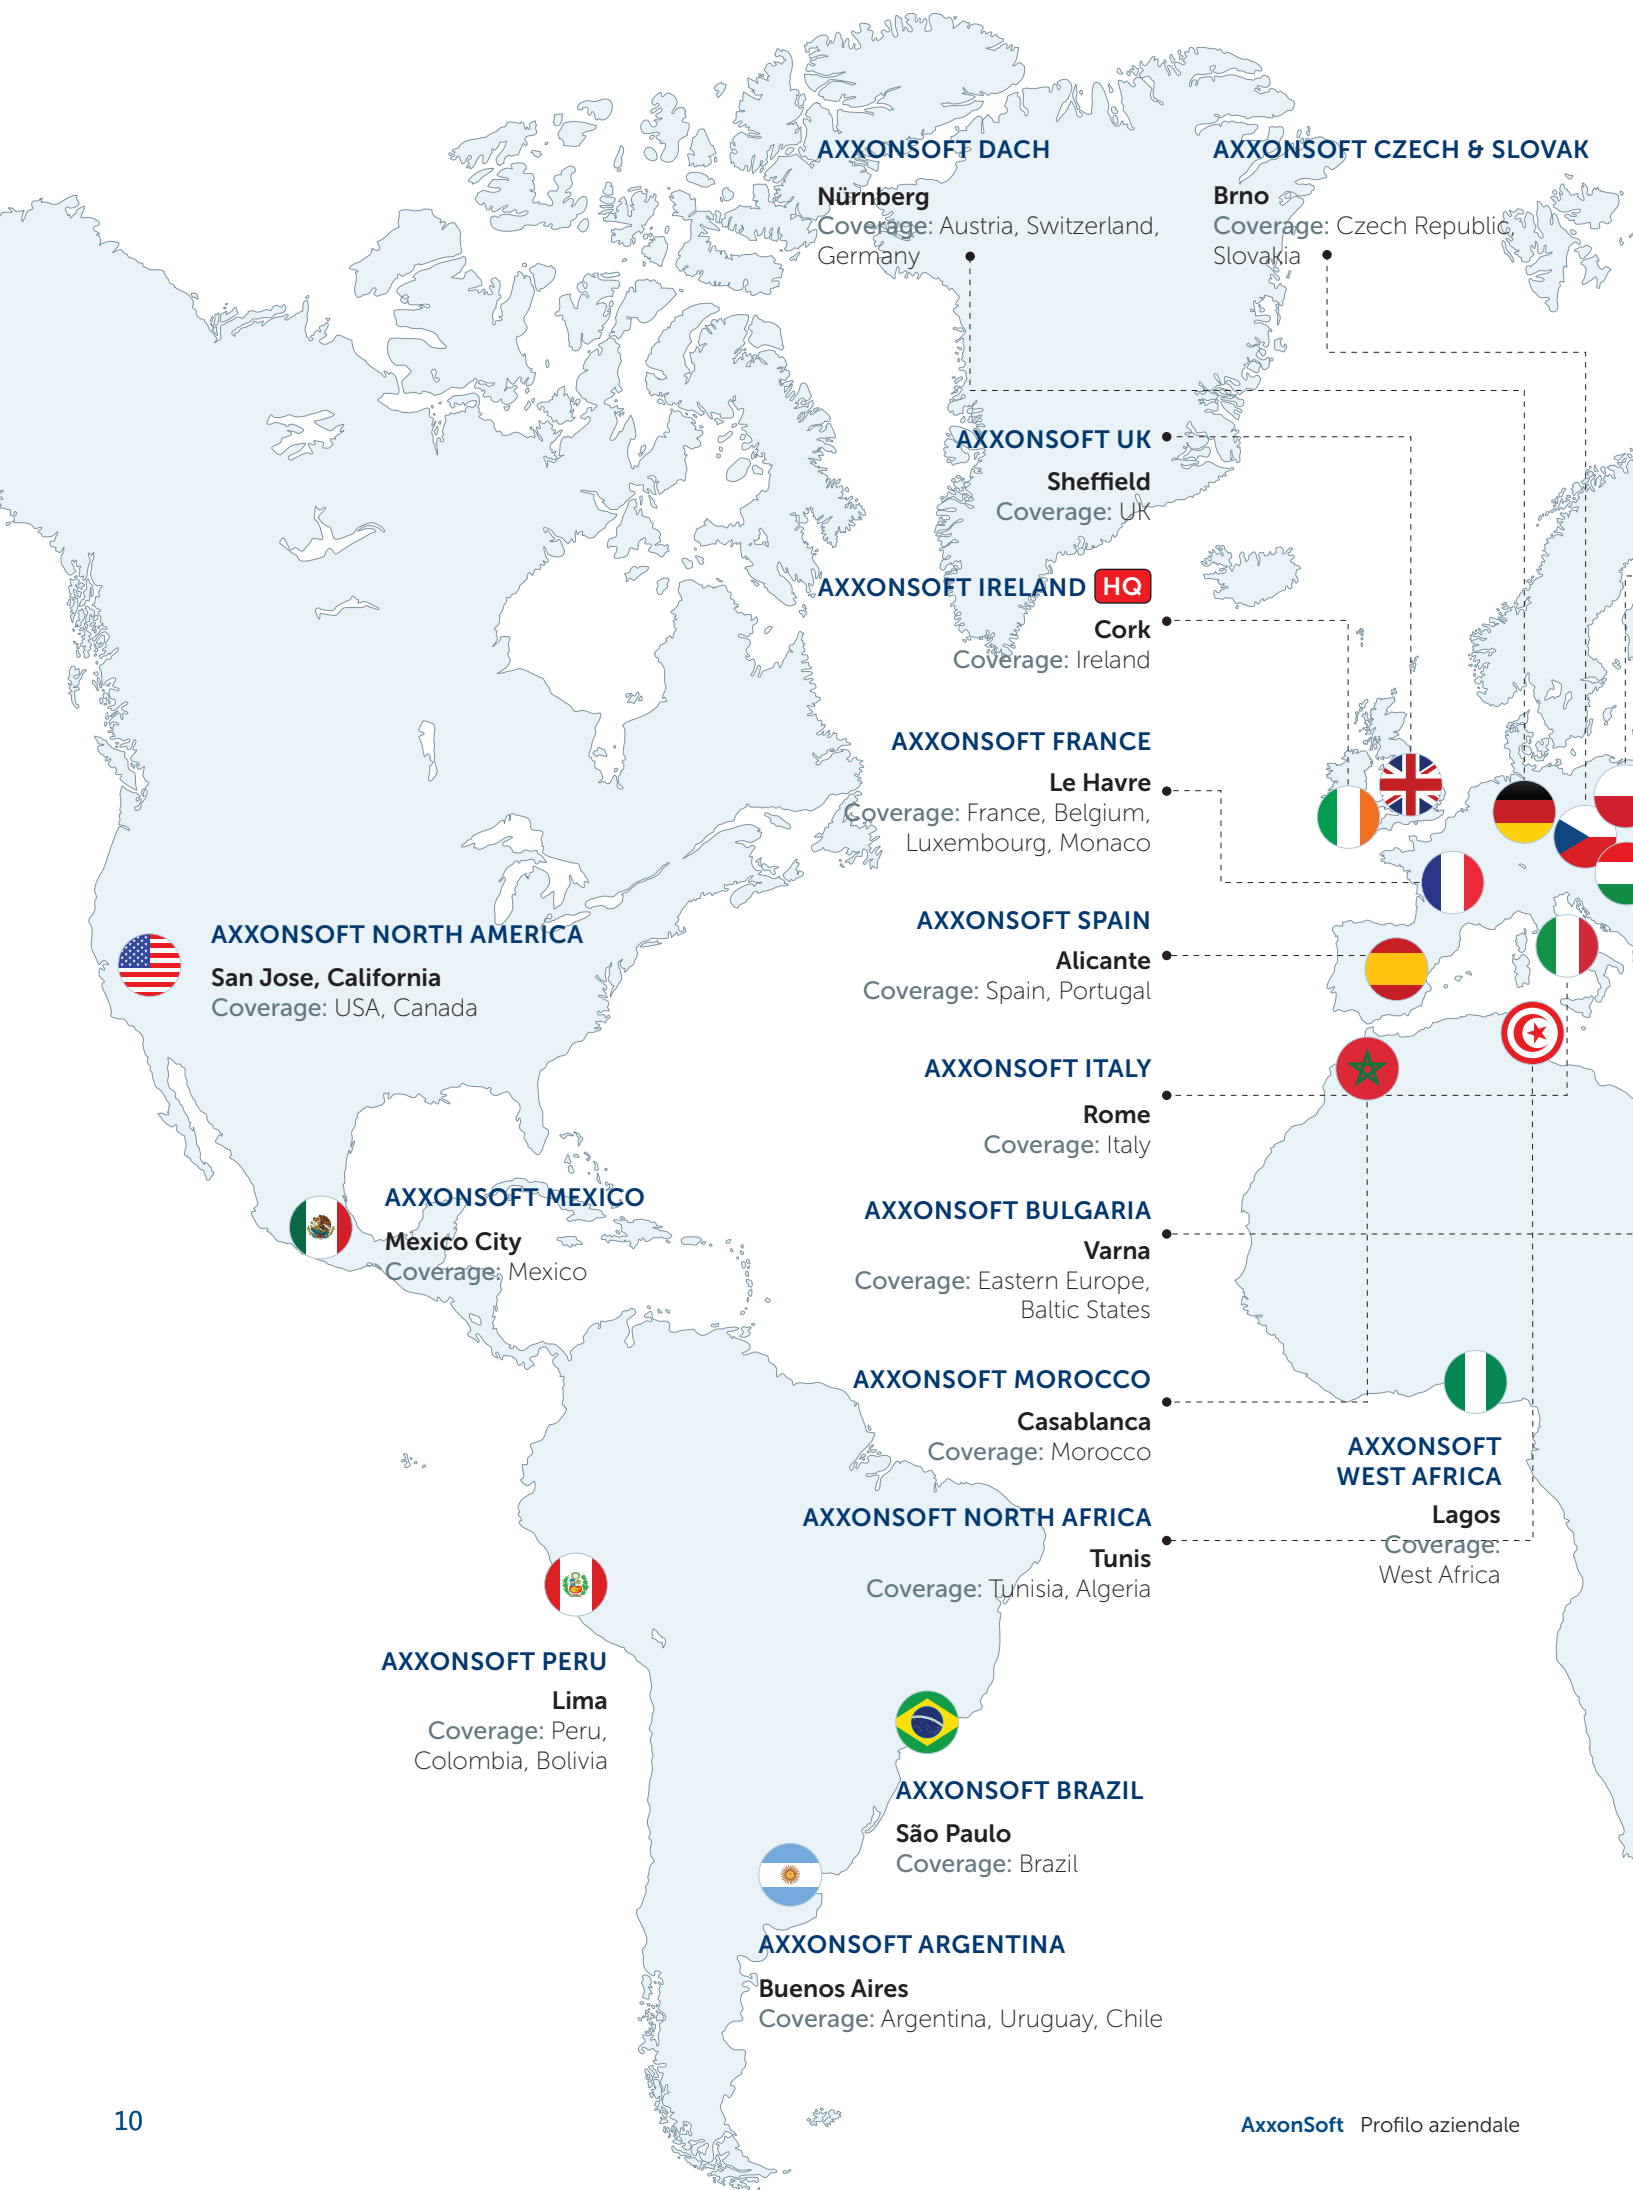 AXXONSOFT DACH
Nürnberg
Coverage: Austria, Switzerland,
Germany
AXXONSOFT CZECH & SLOVAK
Brno
Coverage: Czech Republic,
Slovakia
AXXONSOFT UK
Sheffield
Coverage: UK
AXXONSOFT IRELAND HQ
Cork
Coverage: Ireland
AXXONSOFT FRANCE
Le Havre
Coverage: France, Belgium,
Luxembourg, Monaco
AXXONSOFT SPAIN
Alicante
Coverage: Spain, Portugal
AXXONSOFT NORTH AMERICA
San Jose, California
Coverage: USA, Canada
AXXONSOFT ITALY
Rome
Coverage: Italy
AXXONSOFT MEXICO
Mexico City
Coverage: Mexico
AXXONSOFT BULGARIA
Varna
Coverage: Eastern Europe,
Baltic States
AXXONSOFT MOROCCO
Casablanca
Coverage: Morocco
AXXONSOFT
WEST AFRICA
Lagos
Coverage:
West Africa
AXXONSOFT NORTH AFRICA
Tunis
Coverage: Tunisia, Algeria
AXXONSOFT PERU
Lima
Coverage: Peru,
Colombia, Bolivia
AXXONSOFT BRAZIL
São Paulo
Coverage: Brazil
AXXONSOFT ARGENTINA
Buenos Aires
Coverage: Argentina, Uruguay, Chile
10
AxxonSoft Profilo aziendale